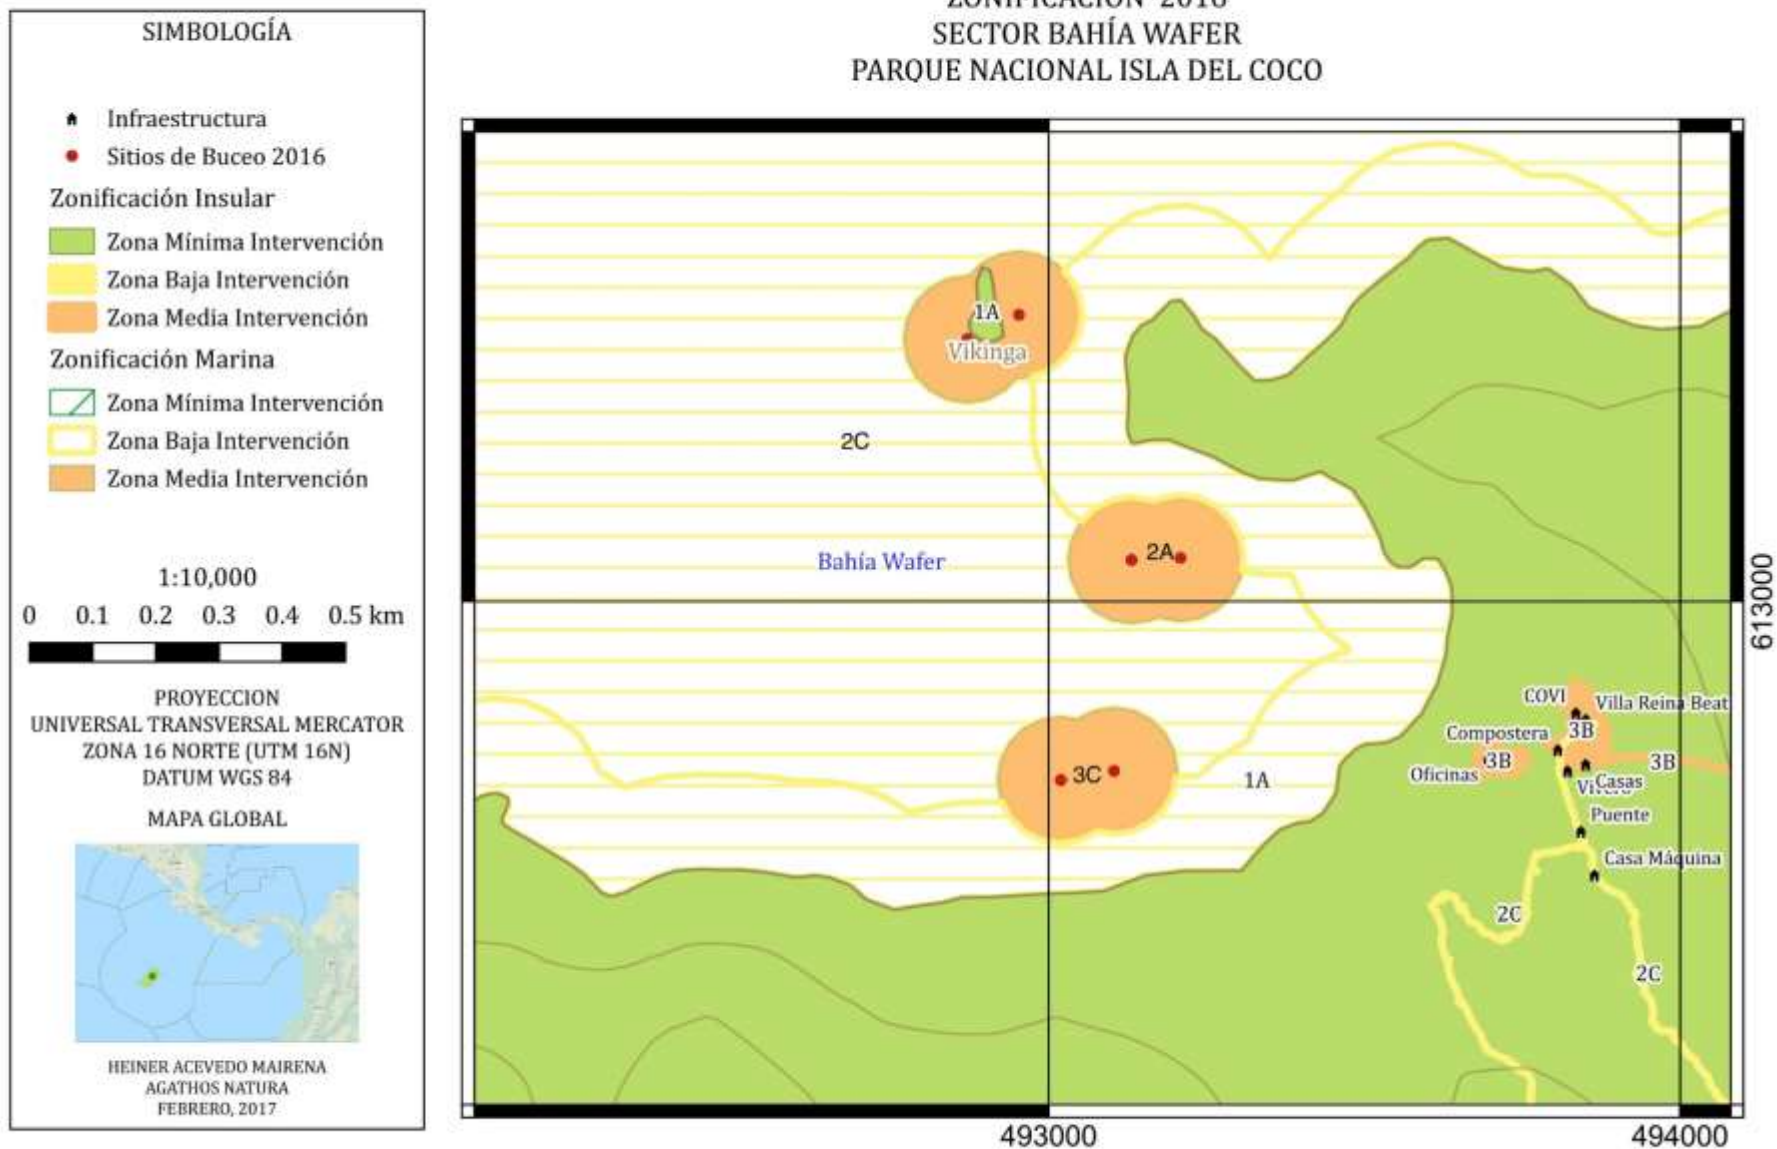 ZONIFICACIÓN 2016
SECTOR BAHÍA WAFER
PARQUE NACIONAL ISLA DEL COCO
SIMBOLOGÍA
Infraestructura
Sitios de Buceo 2016
Zonificación Insular
Zona Mínima Intervención
Zona Baja Intervención
Zona Media Intervención
Zonificación Marina
Zona Mínima Intervención
Zona Baja Intervención
Zona Media Intervención
1:10,000
0 0.1 0.2 0.3 0.4 0.5 km
PROYECCION
UNIVERSAL TRANSVERSAL MERCATOR
ZONA 16 NORTE (UTM 16N)
DATUM WGS 84
MAPA GLOBAL
HEINER ACEVEDO MAIRENA
AGATHOS NATURA
FEBRERO, 2017
1A
Vikinga
2C
2A
Bahía Wafer
613000
COVI
Villa Reina Beat
3B
Compostera
3B
3B
Oficinas
Casas
Vivero
3C
1A
Puente
Casa Máquina
2C
2C
493000
494000